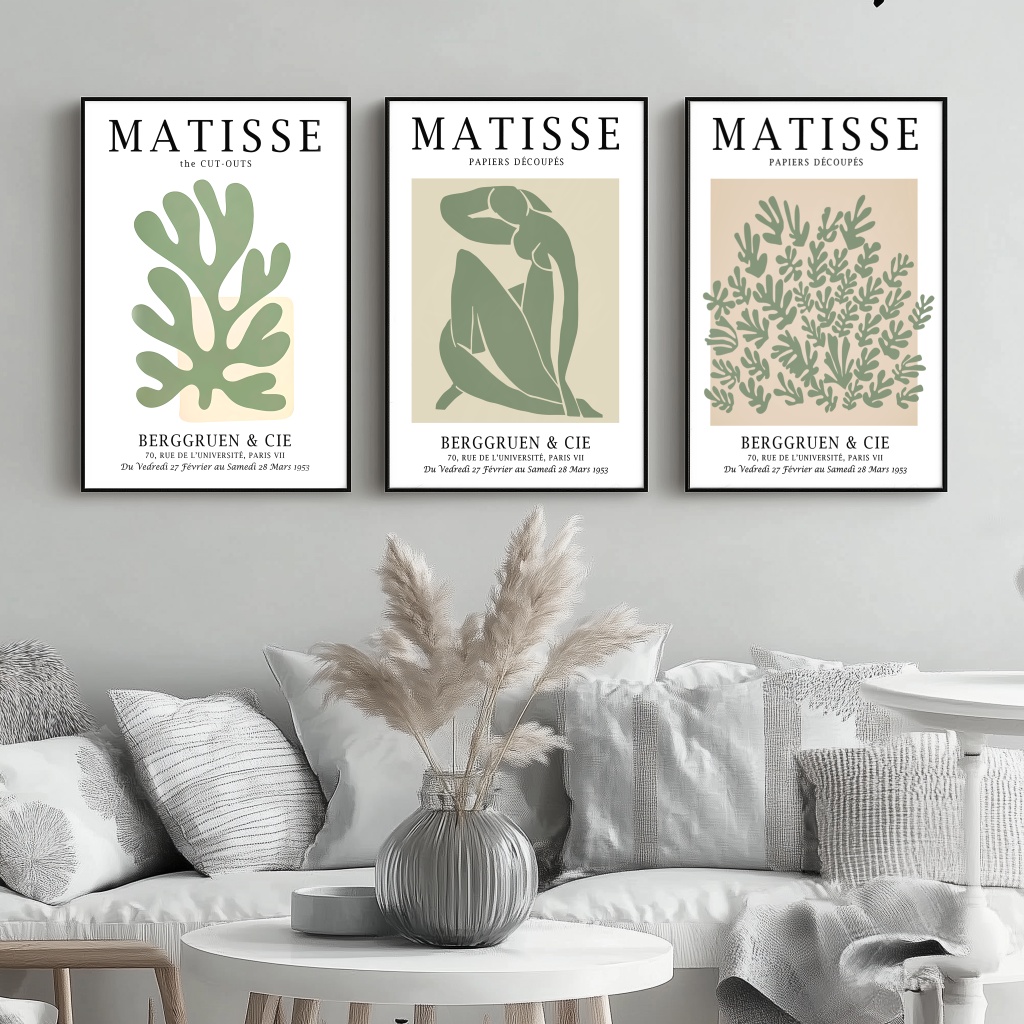 MATISSE
the CUT-OUTS
BERGGRUEN & CIE
70, RUE DE L'UNIVERSITÉ, PARIS VII
Du Vedredi 27 Février au Samedi 28 Mars 1953
MATISSE
PAPIERS DÉCOUPÉS
BERGGRUEN & CIE
70, RUE DE L'UNIVERSITÉ, PARIS VII
Du Vedredi 27 Février au Samedi 28 Mars 1953
MATISSE
PAPIERS DÉCOUPÉS
BERGGRUEN & CIE
70, RUE DE L'UNIVERSITÉ, PARIS VII
Du Vedredi 27 Février au Samedi 28 Mars 1953